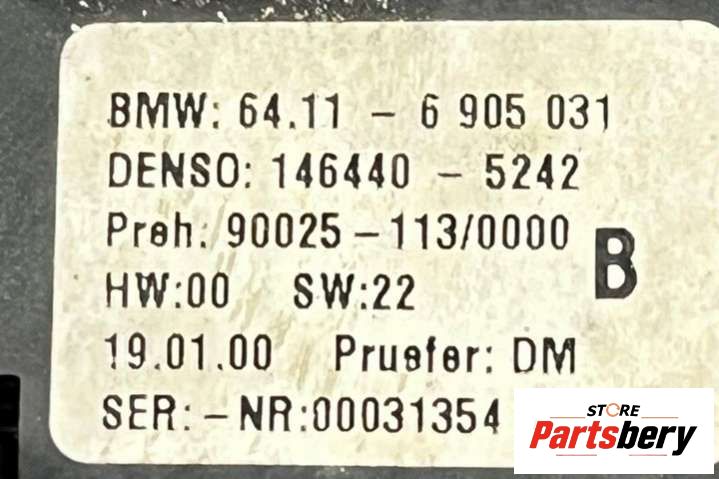 BMW: 64.11 - 6 905 031
DENSO: 146440 - 5242
Preh: 90025-113/0000
B
HW:00 SW:22
19.01.00 Pruefer: DM
SER:-NR:00031354
STORE
Partsbery